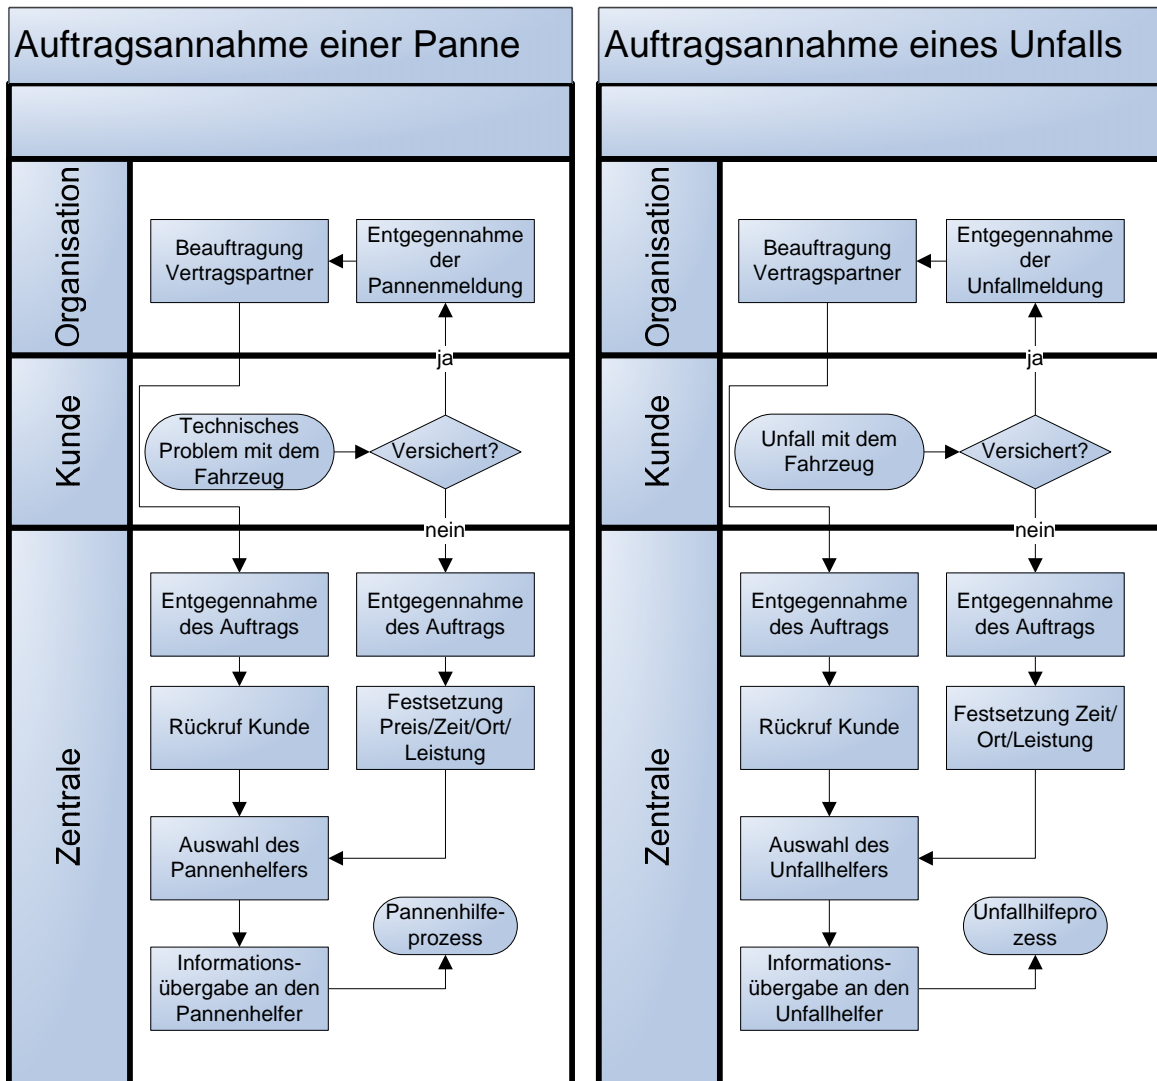 Auftragsannahme einer Panne
Organisation
Beauftragung
Vertragspartner
Entgegennahme
der
Pannenmeldung
ja
Kunde
Technisches
Problem mit dem
Fahrzeug
Versichert?
nein
Zentrale
Entgegennahme
des Auftrags
Entgegennahme
des Auftrags
Rückruf Kunde
Festsetzung
Preis/Zeit/Ort/
Leistung
Auswahl des
Pannenhelfers
Pannenhilfe-
prozess
Informations-
übergabe an den
Pannenhelfer
Auftragsannahme eines Unfalls
Organisation
Beauftragung
Vertragspartner
Entgegennahme
der
Unfallmeldung
ja
Kunde
Unfall mit dem
Fahrzeug
Versichert?
nein
Zentrale
Entgegennahme
des Auftrags
Entgegennahme
des Auftrags
Rückruf Kunde
Festsetzung Zeit/
Ort/Leistung
Auswahl des
Unfallhelfers
Unfallhilfepro
zess
Informations-
übergabe an den
Unfallhelfer